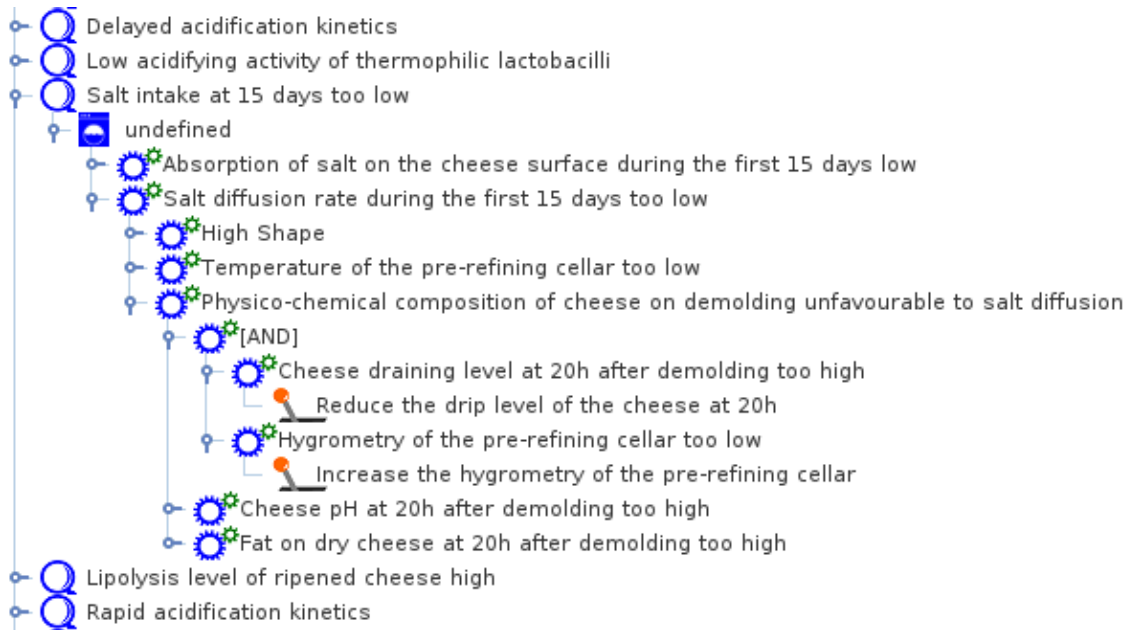 Delayed acidification kinetics
Low acidifying activity of thermophilic lactobacilli
Salt intake at 15 days too low
undefined
Absorption of salt on the cheese surface during the first 15 days low
Salt diffusion rate during the first 15 days too low
High Shape
Temperature of the pre-refining cellar too low
Physico-chemical composition of cheese on demolding unfavourable to salt diffusion
[AND]
Cheese draining level at 20h after demolding too high
Reduce the drip level of the cheese at 20h
Hygrometry of the pre-refining cellar too low
Increase the hygrometry of the pre-refining cellar
Cheese pH at 20h after demolding too high
Fat on dry cheese at 20h after demolding too high
Lipolysis level of ripened cheese high
Rapid acidification kinetics